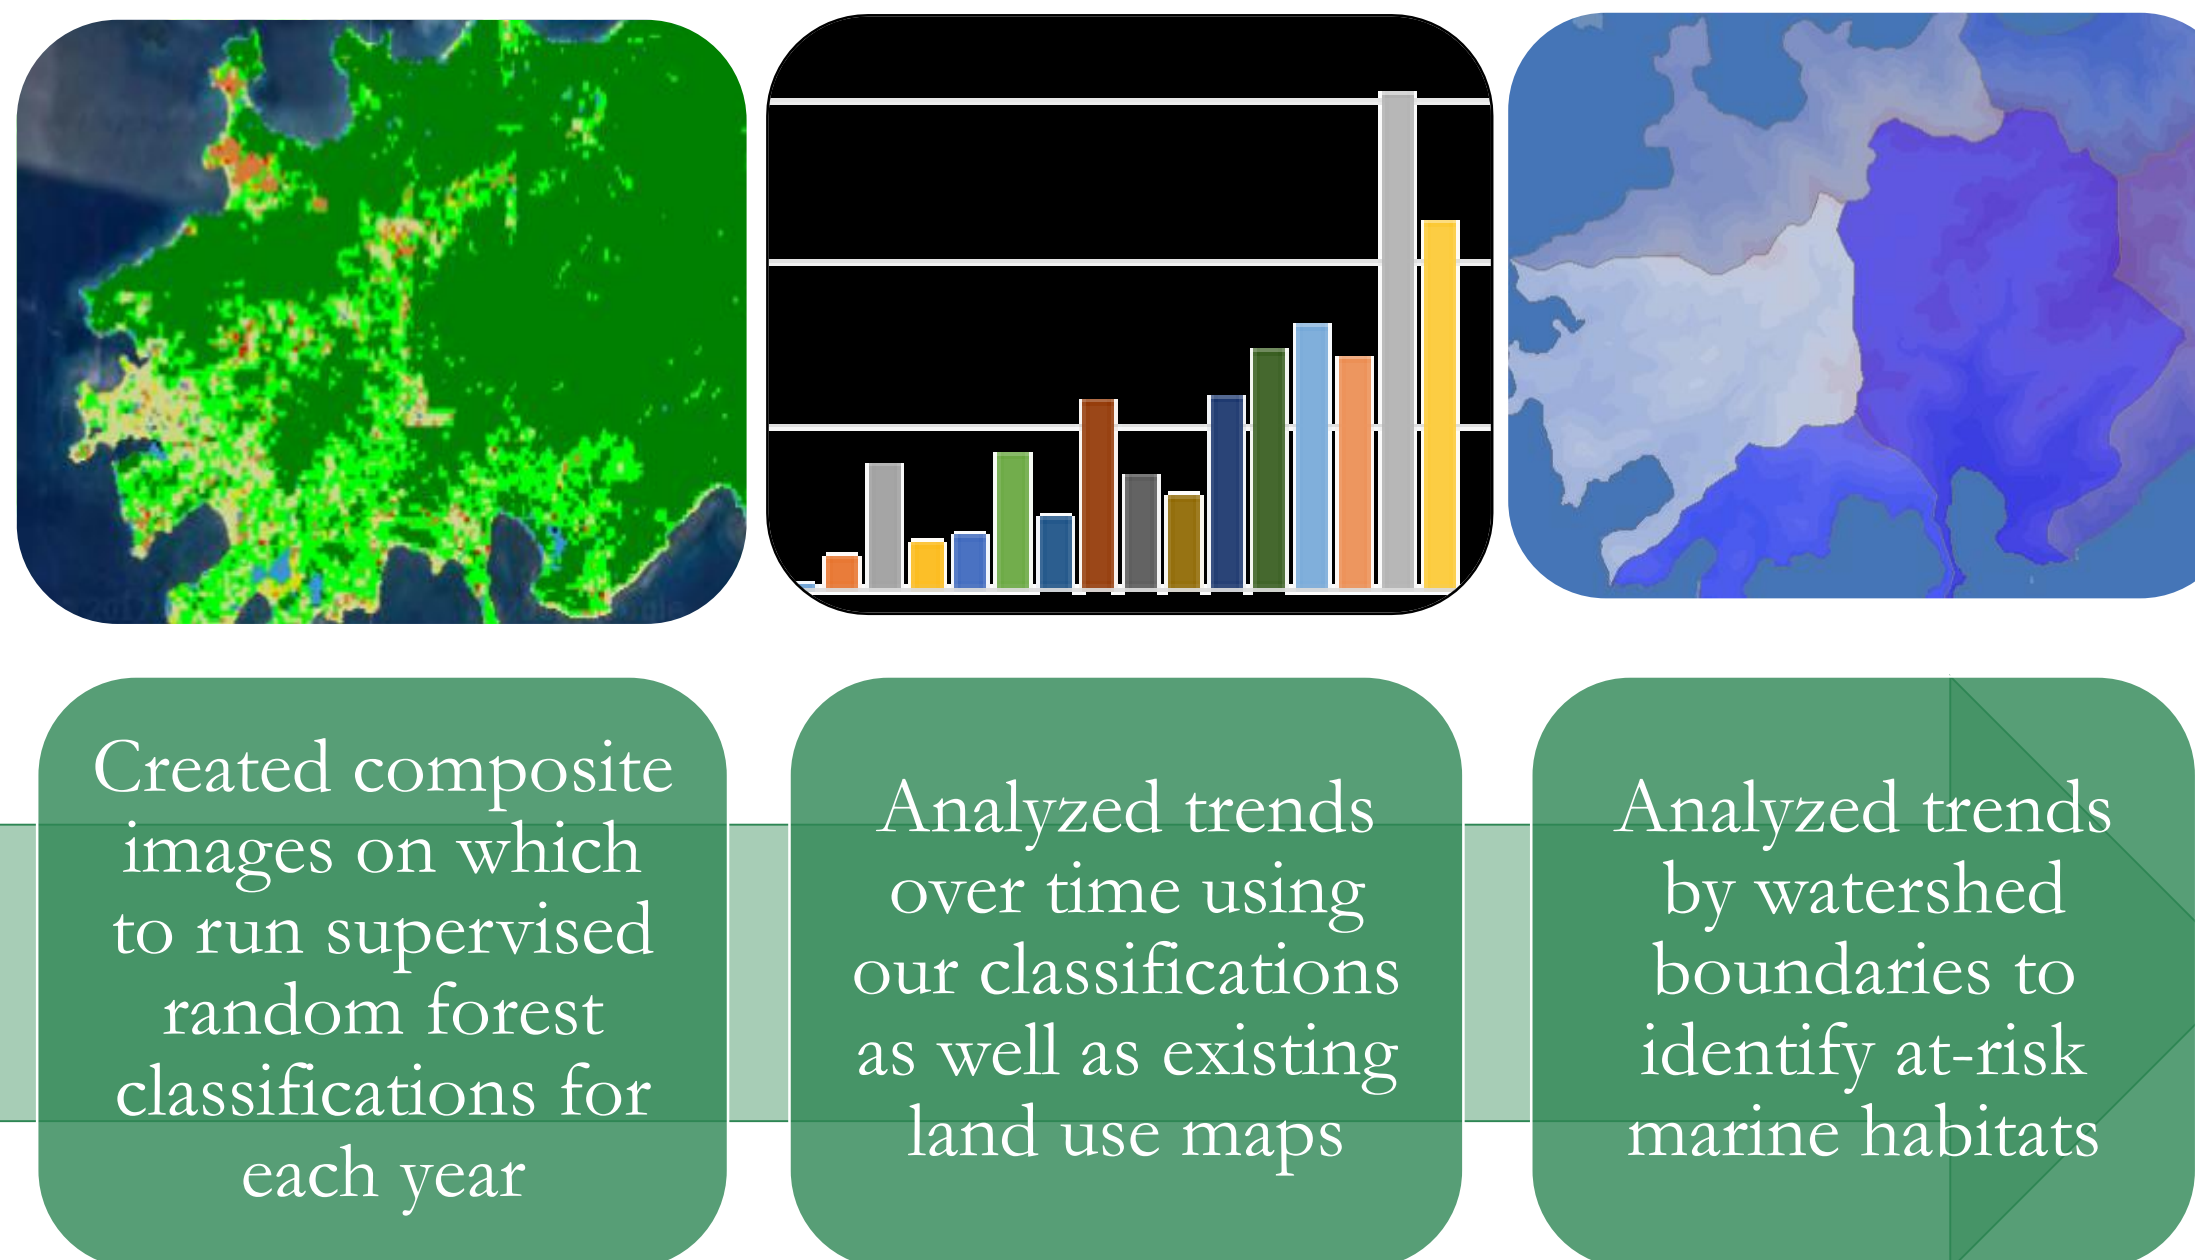 Created composite
images on which
to run supervised
random forest
classifications for
each year
Analyzed trends
over time using
our classifications
as well as existing
land use maps
Analyzed trends
by watershed
boundaries to
identify at-risk
marine habitats